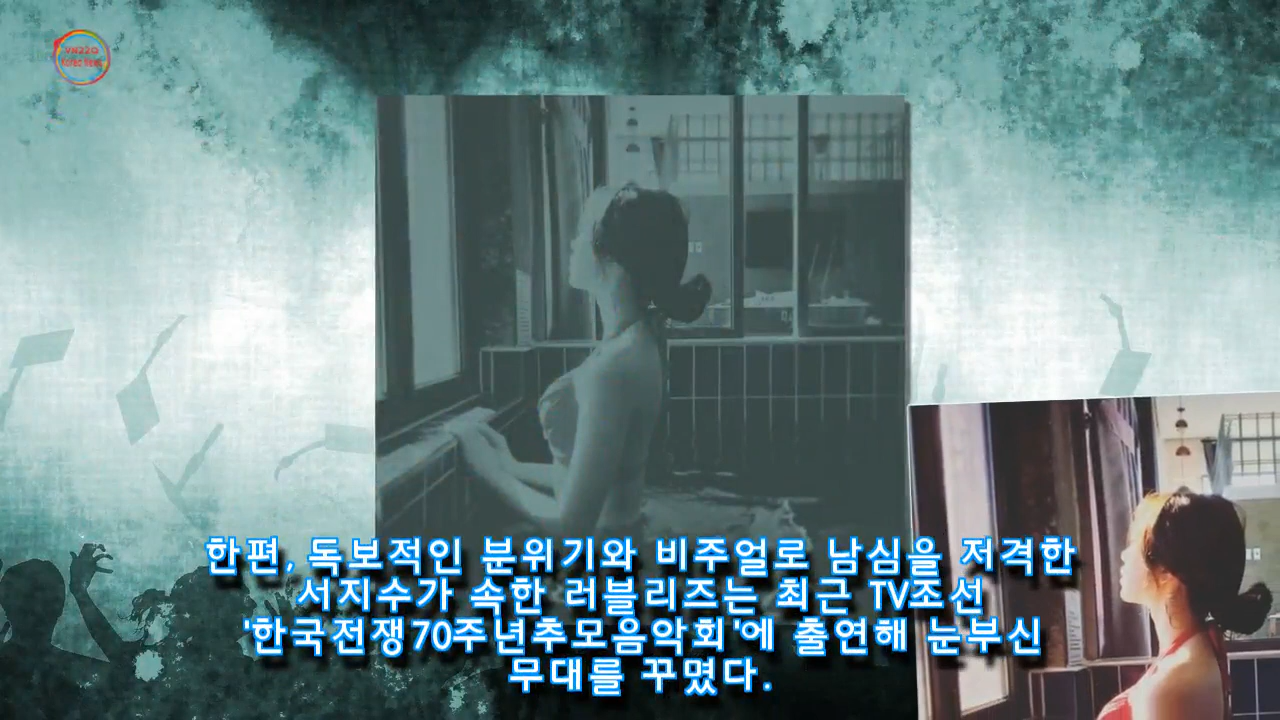 VN220
한편, 독보적인 분위기와 비주얼로 남심을 저격한
서지수가 속한 러블리즈는 최근 TV조선
'한국전쟁70주년추모음악회'에 출연해 눈부신
무대를 꾸몄다.